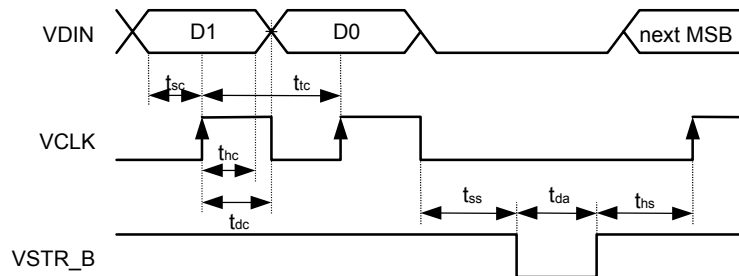 VDIN
D1
D0
next MSB
tsc
ttc
VCLK
thc
tss
tda
ths
tdc
VSTR_B